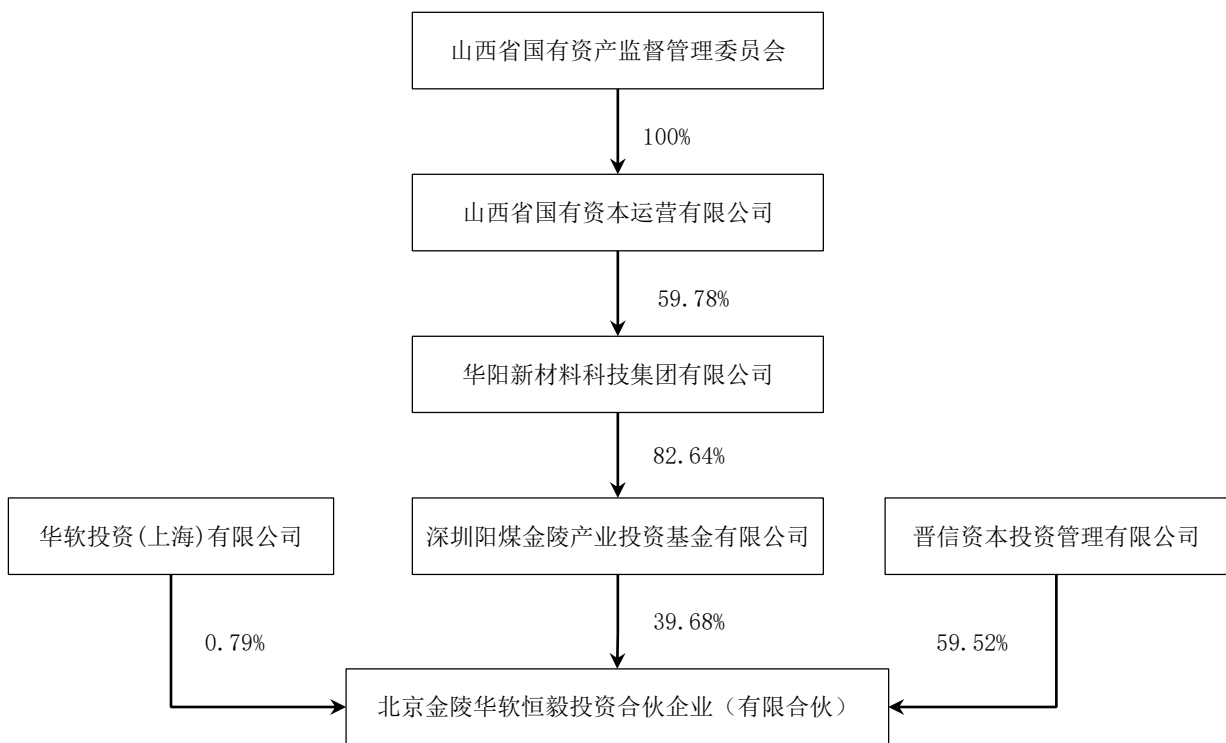 山西省国有资产监督管理委员会
100%
山西省国有资本运营有限公司
59.78%
华阳新材料科技集团有限公司
82.64%
华软投资(上海)有限公司
深圳阳煤金陵产业投资基金有限公司
晋信资本投资管理有限公司
0.79%
39.68%
59.52%
北京金陵华软恒毅投资合伙企业（有限合伙）